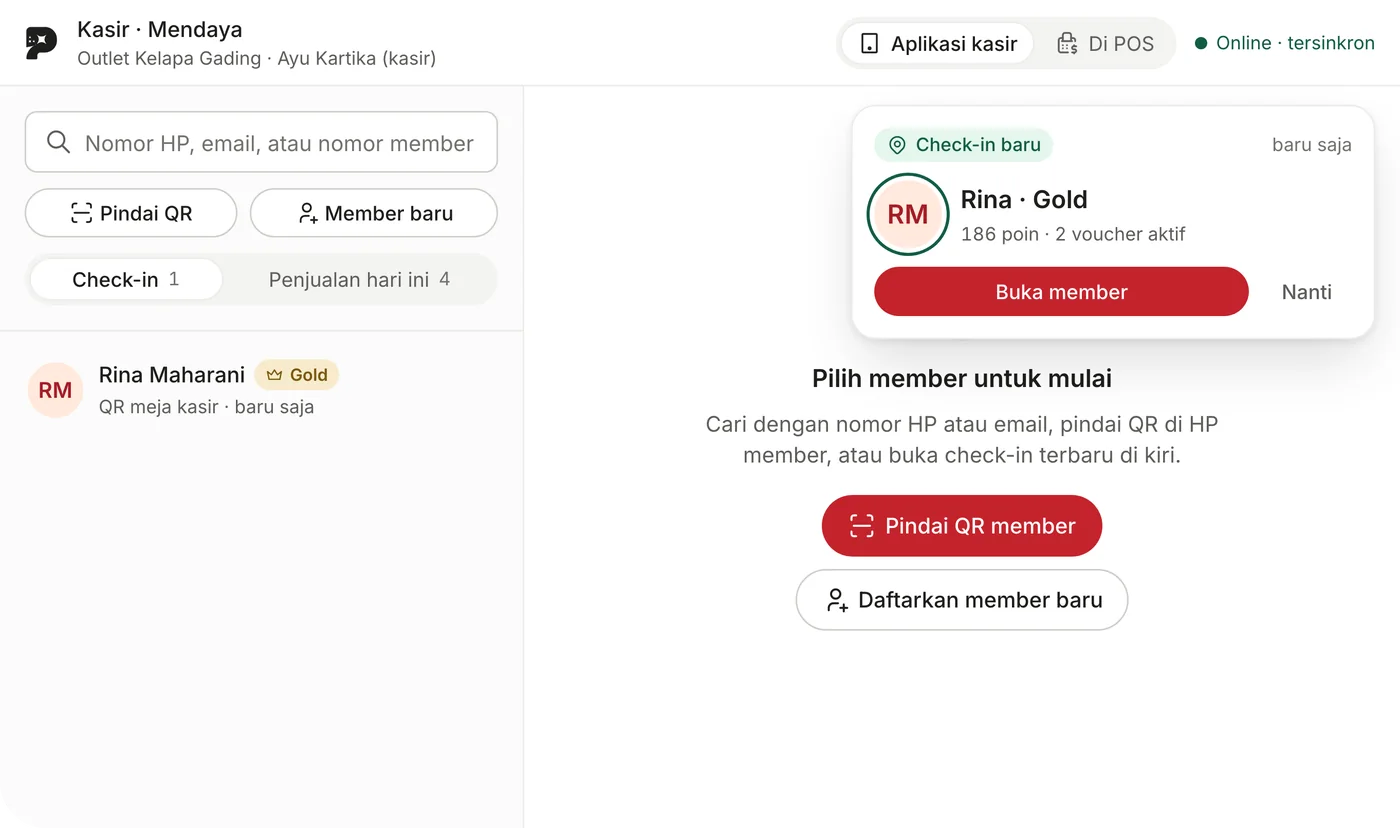 Kasir · Mendaya
Outlet Kelapa Gading · Ayu Kartika (kasir)
Aplikasi kasir
Di POS
Online · tersinkron
Nomor HP, email, atau nomor member
Pindai QR
Member baru
Check-in 1
Penjualan hari ini 4
RM
Rina Maharani
Gold
QR meja kasir · baru saja
Check-in baru
baru saja
RM
Rina · Gold
186 poin · 2 voucher aktif
Buka member
Nanti
Pilih member untuk mulai
Cari dengan nomor HP atau email, pindai QR di HP
member, atau buka check-in terbaru di kiri.
Pindai QR member
Daftarkan member baru